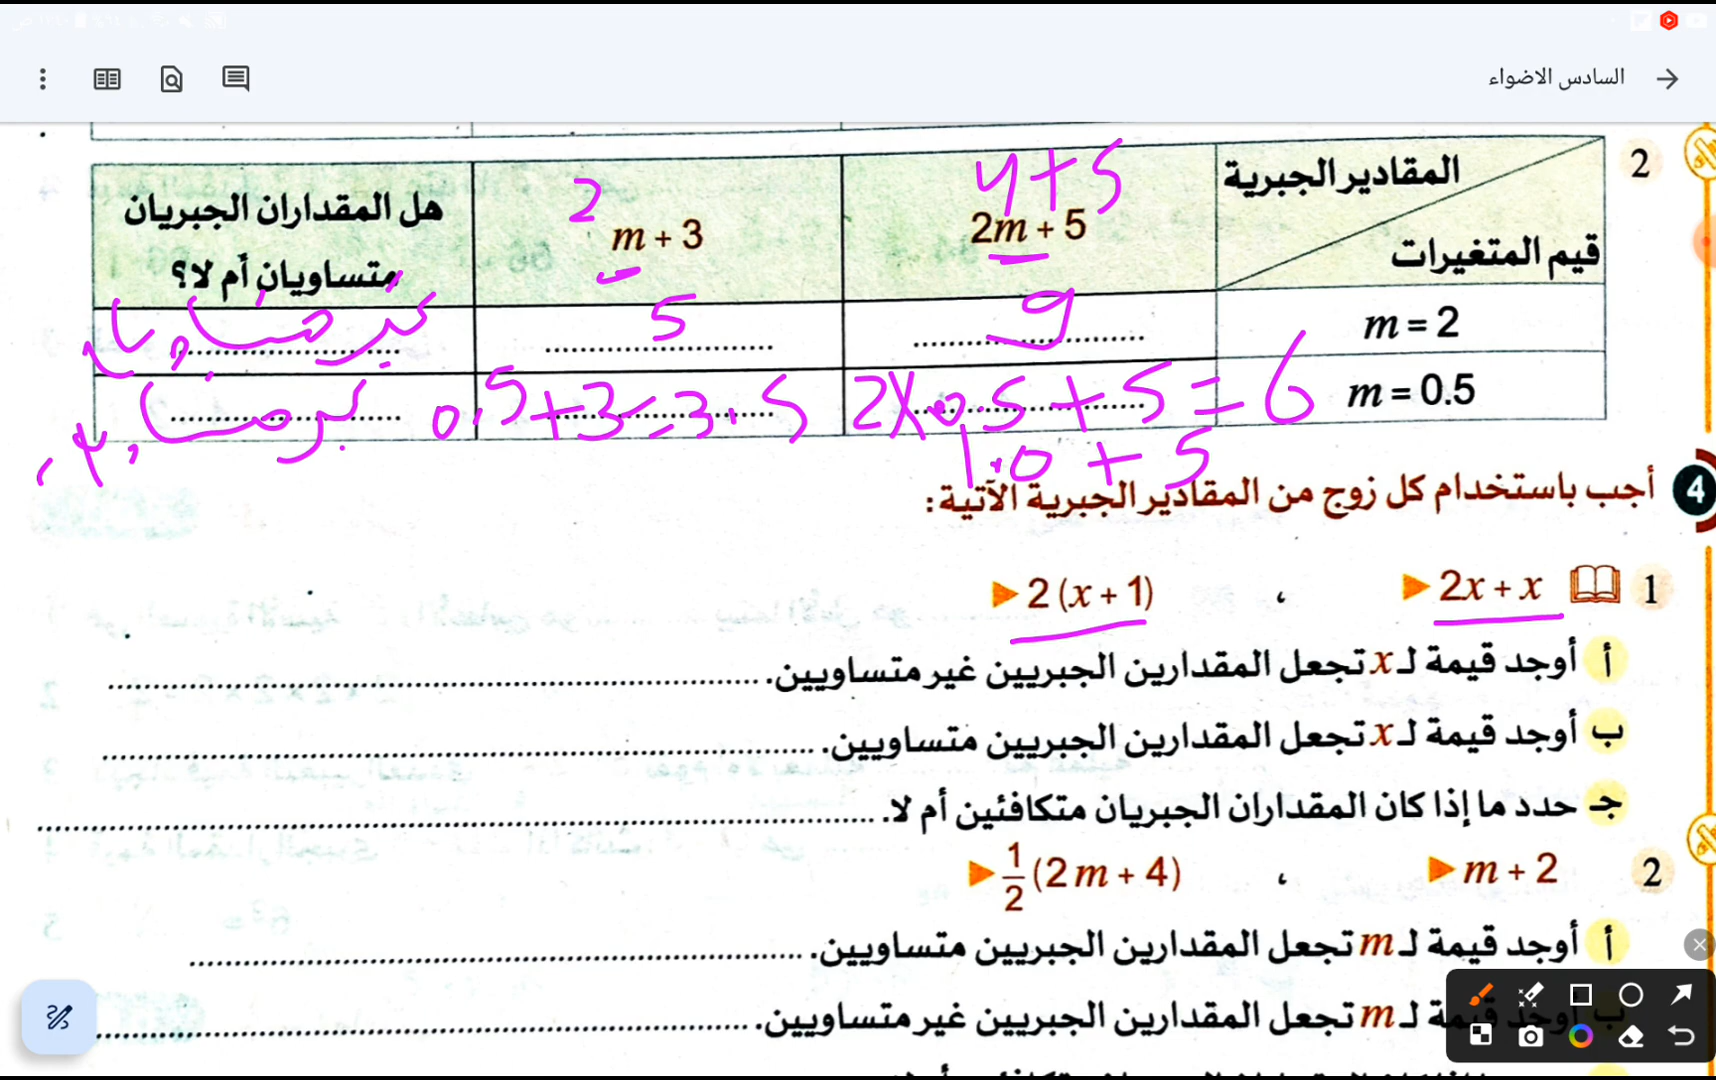 السادس الاضواء
2
المقادير الجبرية
قيم المتغيرات
4+5
2m + 5
2
m + 3
هل المقداران الجبريان
متساويان أم لا؟
m = 2
9
5
غير متساويان
m = 0.5
2×0.5+5=6
1.0+5
0.5+3=3.5
غير متساويان
4 أجب باستخدام كل زوج من المقادير الجبرية الآتية:
1 ▶ 2x + x ، ▶ 2 (x + 1)
أ أوجد قيمة لـ x تجعل المقدارين الجبريين غير متساويين.
ب أوجد قيمة لـ x تجعل المقدارين الجبريين متساويين.
جـ حدد ما إذا كان المقداران الجبريان متكافئين أم لا.
2 ▶ m + 2 ، ▶ 1/2 (2 m + 4)
أ أوجد قيمة لـ m تجعل المقدارين الجبريين متساويين.
ب أوجد قيمة لـ m تجعل المقدارين الجبريين غير متساويين.